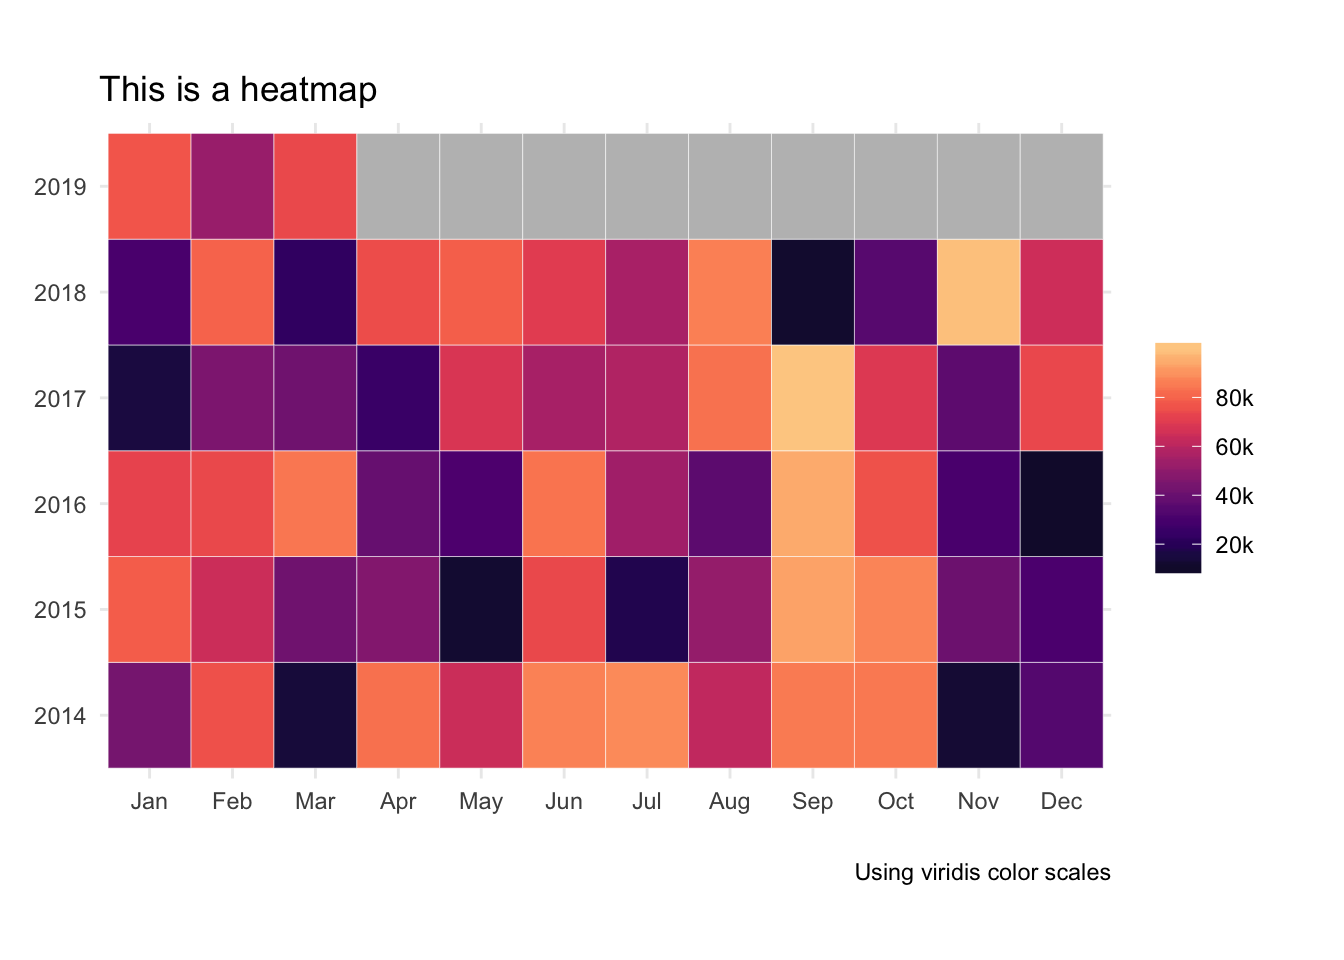 This is a heatmap
2019
2018
2017
2016
2015
2014
Jan Feb Mar Apr May Jun Jul Aug Sep Oct Nov Dec
80k
60k
40k
20k
Using viridis color scales